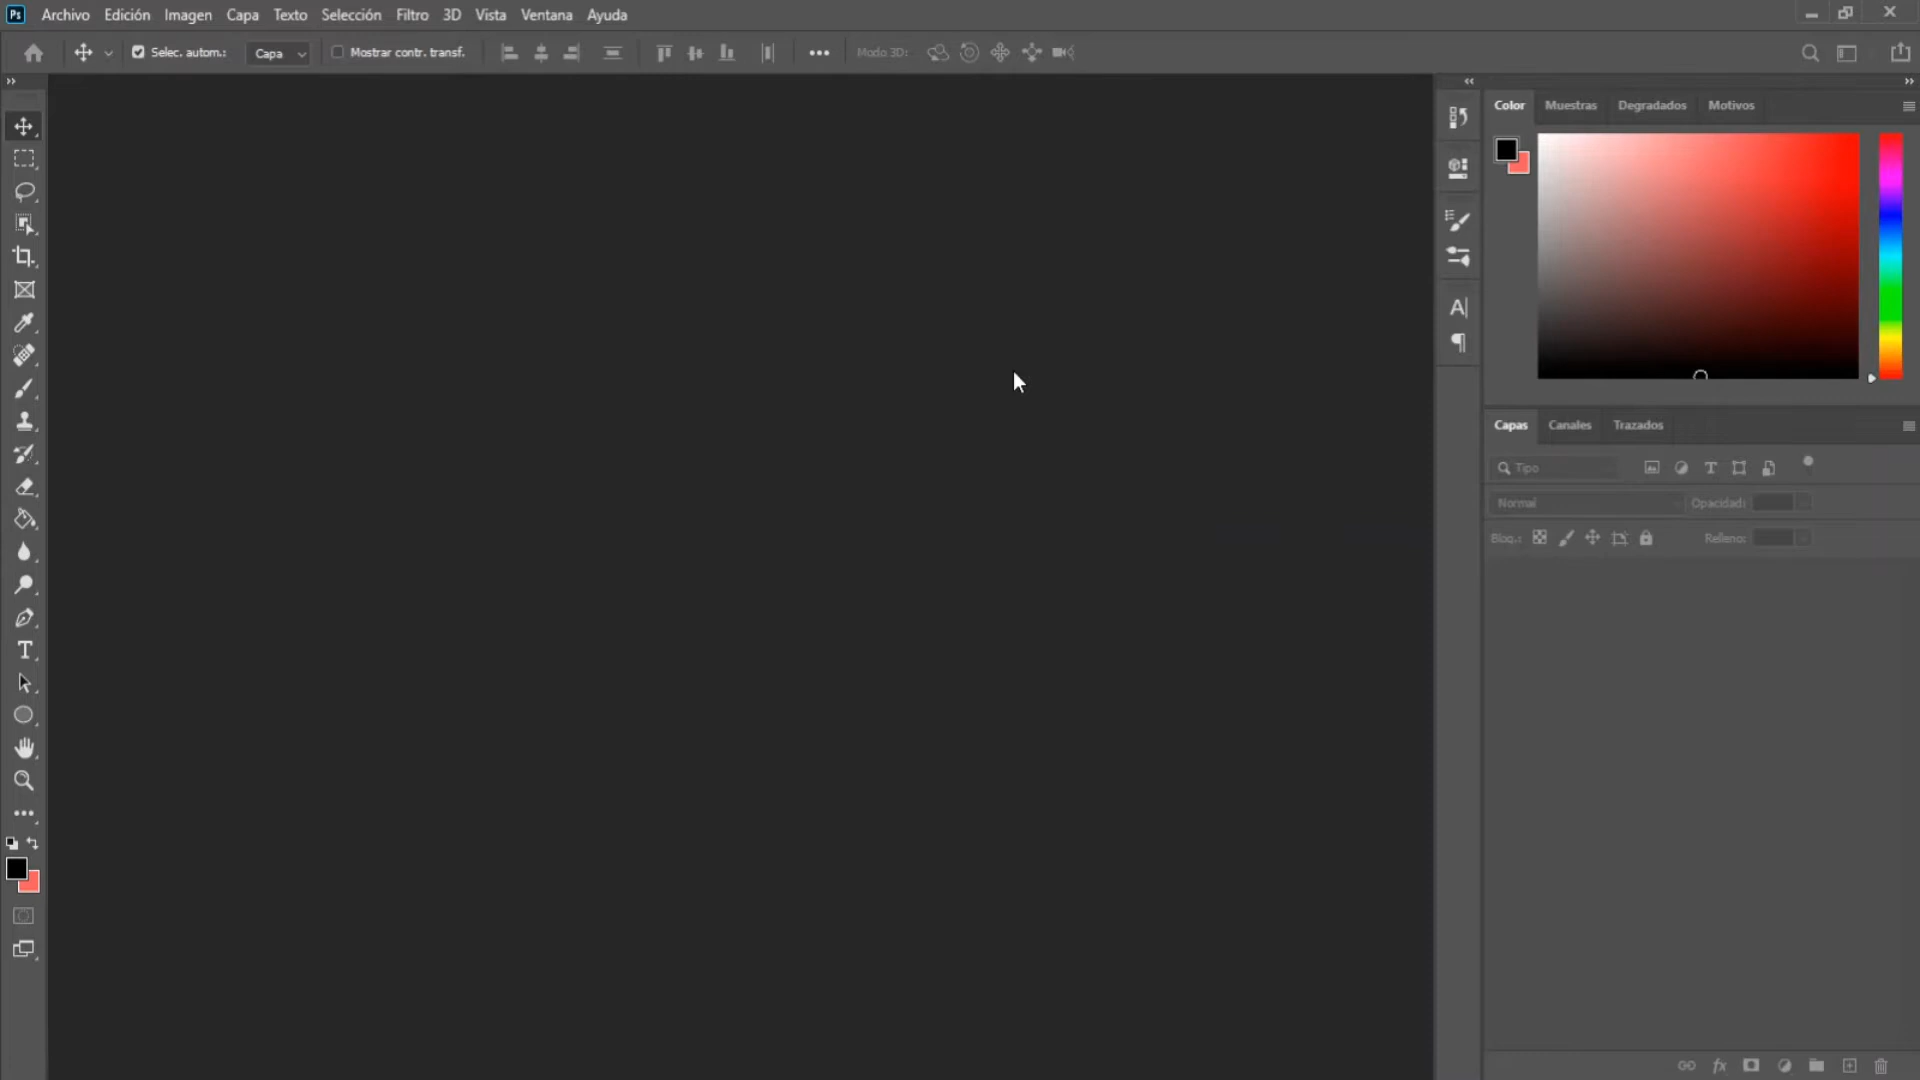 Ps Archivo Edición Imagen Capa Texto Selección Filtro 3D Vista Ventana Ayuda
Selec. autom.: Capa Mostrar contr. transf. Modo 3D:
Color Muestras Degradados Motivos
Capas Canales Trazados
Tipo
Normal Opacidad:
Bloq.: Relleno:
fx